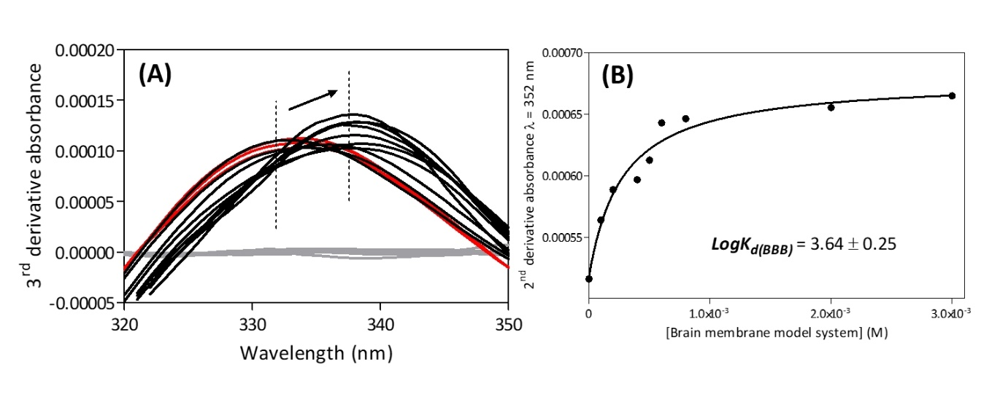 (A)
3rd derivative absorbance
0.00020
0.00015
0.00010
0.00005
0.00000
-0.00005
320
330
340
350
Wavelength (nm)
(B)
2nd derivative absorbance λ = 352 nm
0.00070
0.00065
0.00060
0.00055
LogKd(BBB) = 3.64 ± 0.25
0
1.0x10-3
2.0x10-3
3.0x10-3
[Brain membrane model system] (M)